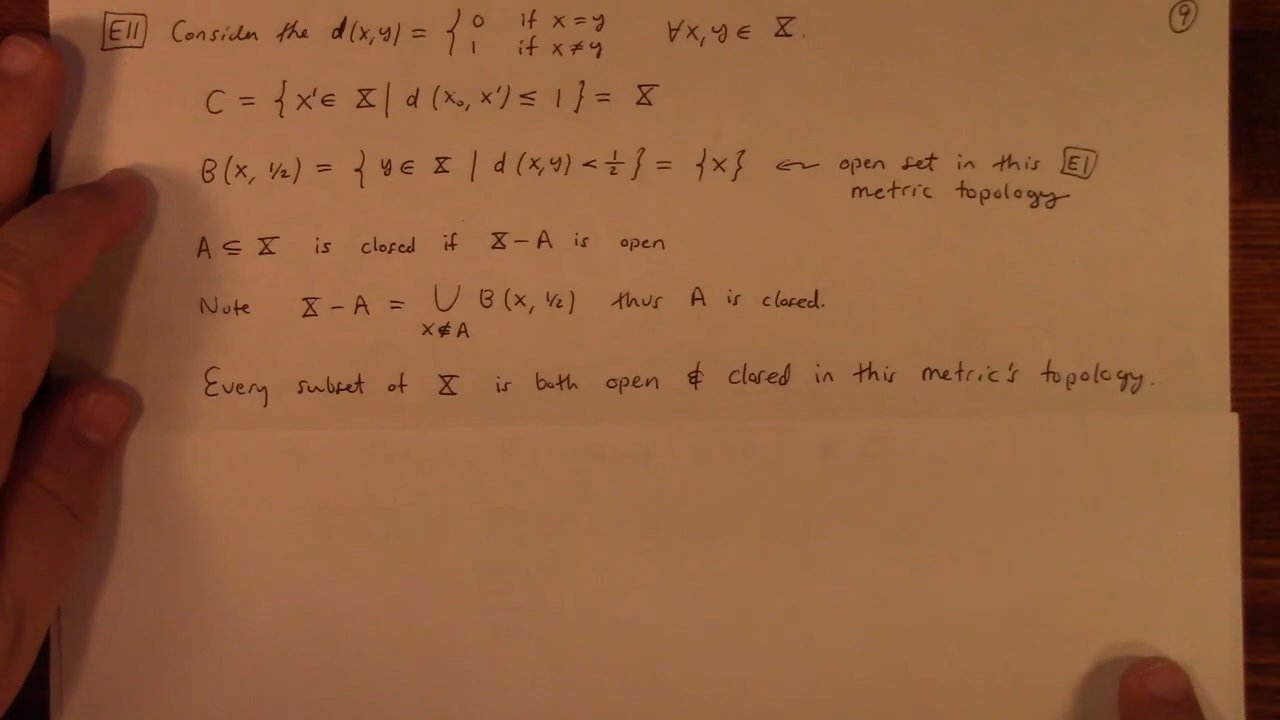 E11 Consider the d(x,y) = { 0 if x = y
1 if x ≠ y ∀x,y ∈ X. 9
C = { x' ∈ X | d(x₀, x') ≤ 1 } = X
B(x, 1/2) = { y ∈ X | d(x,y) < 1/2 } = {x} ← open set in this E1
metric topology
A ⊆ X is closed if X - A is open
Note X - A = ∪ B(x, 1/2) thus A is closed.
x∉A
Every subset of X is both open & closed in this metric's topology.